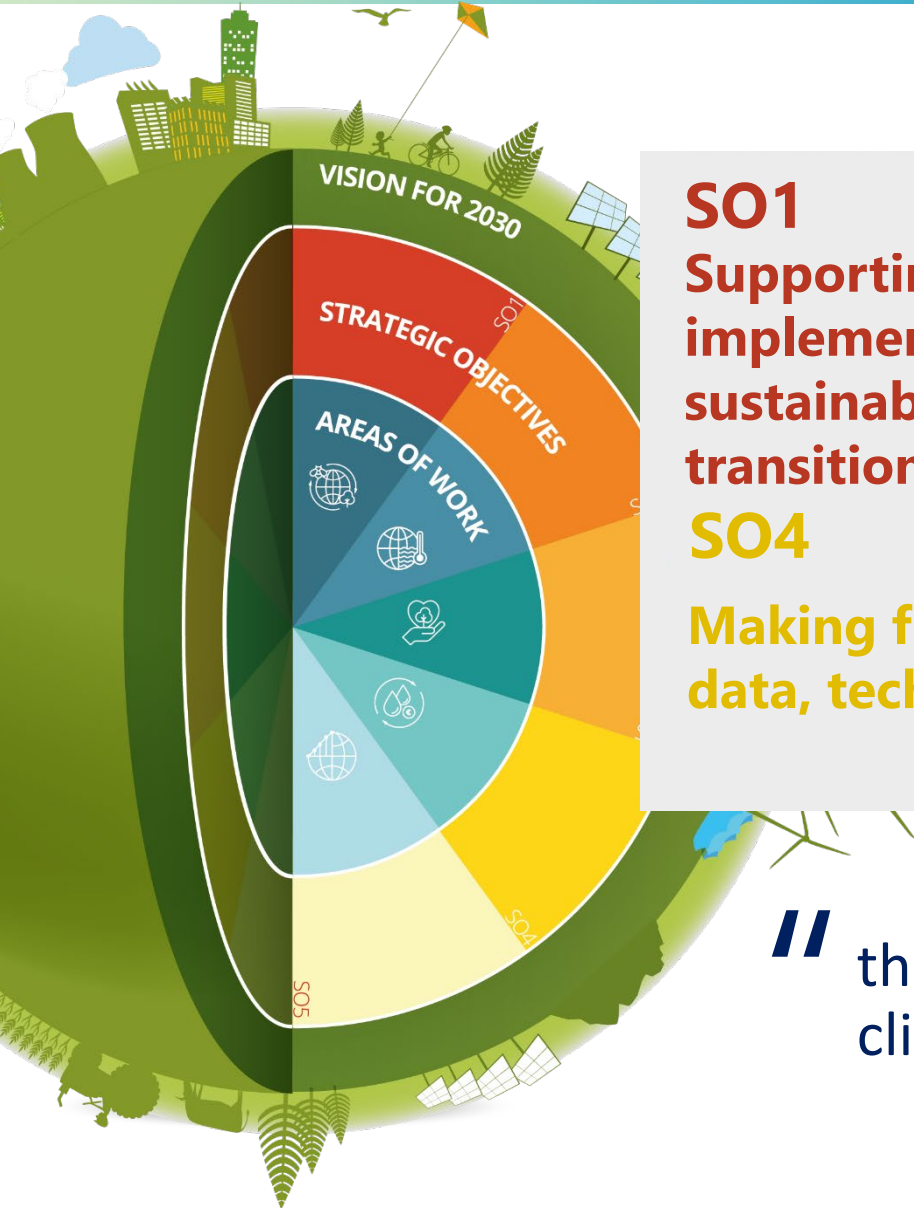 VISION FOR 2030
STRATEGIC OBJECTIVES
AREAS OF WORK
SO1
SO4
SO5
SO1
Supportin
implemen
sustainab
transition
SO4
Making f
data, tech
"
th
cli